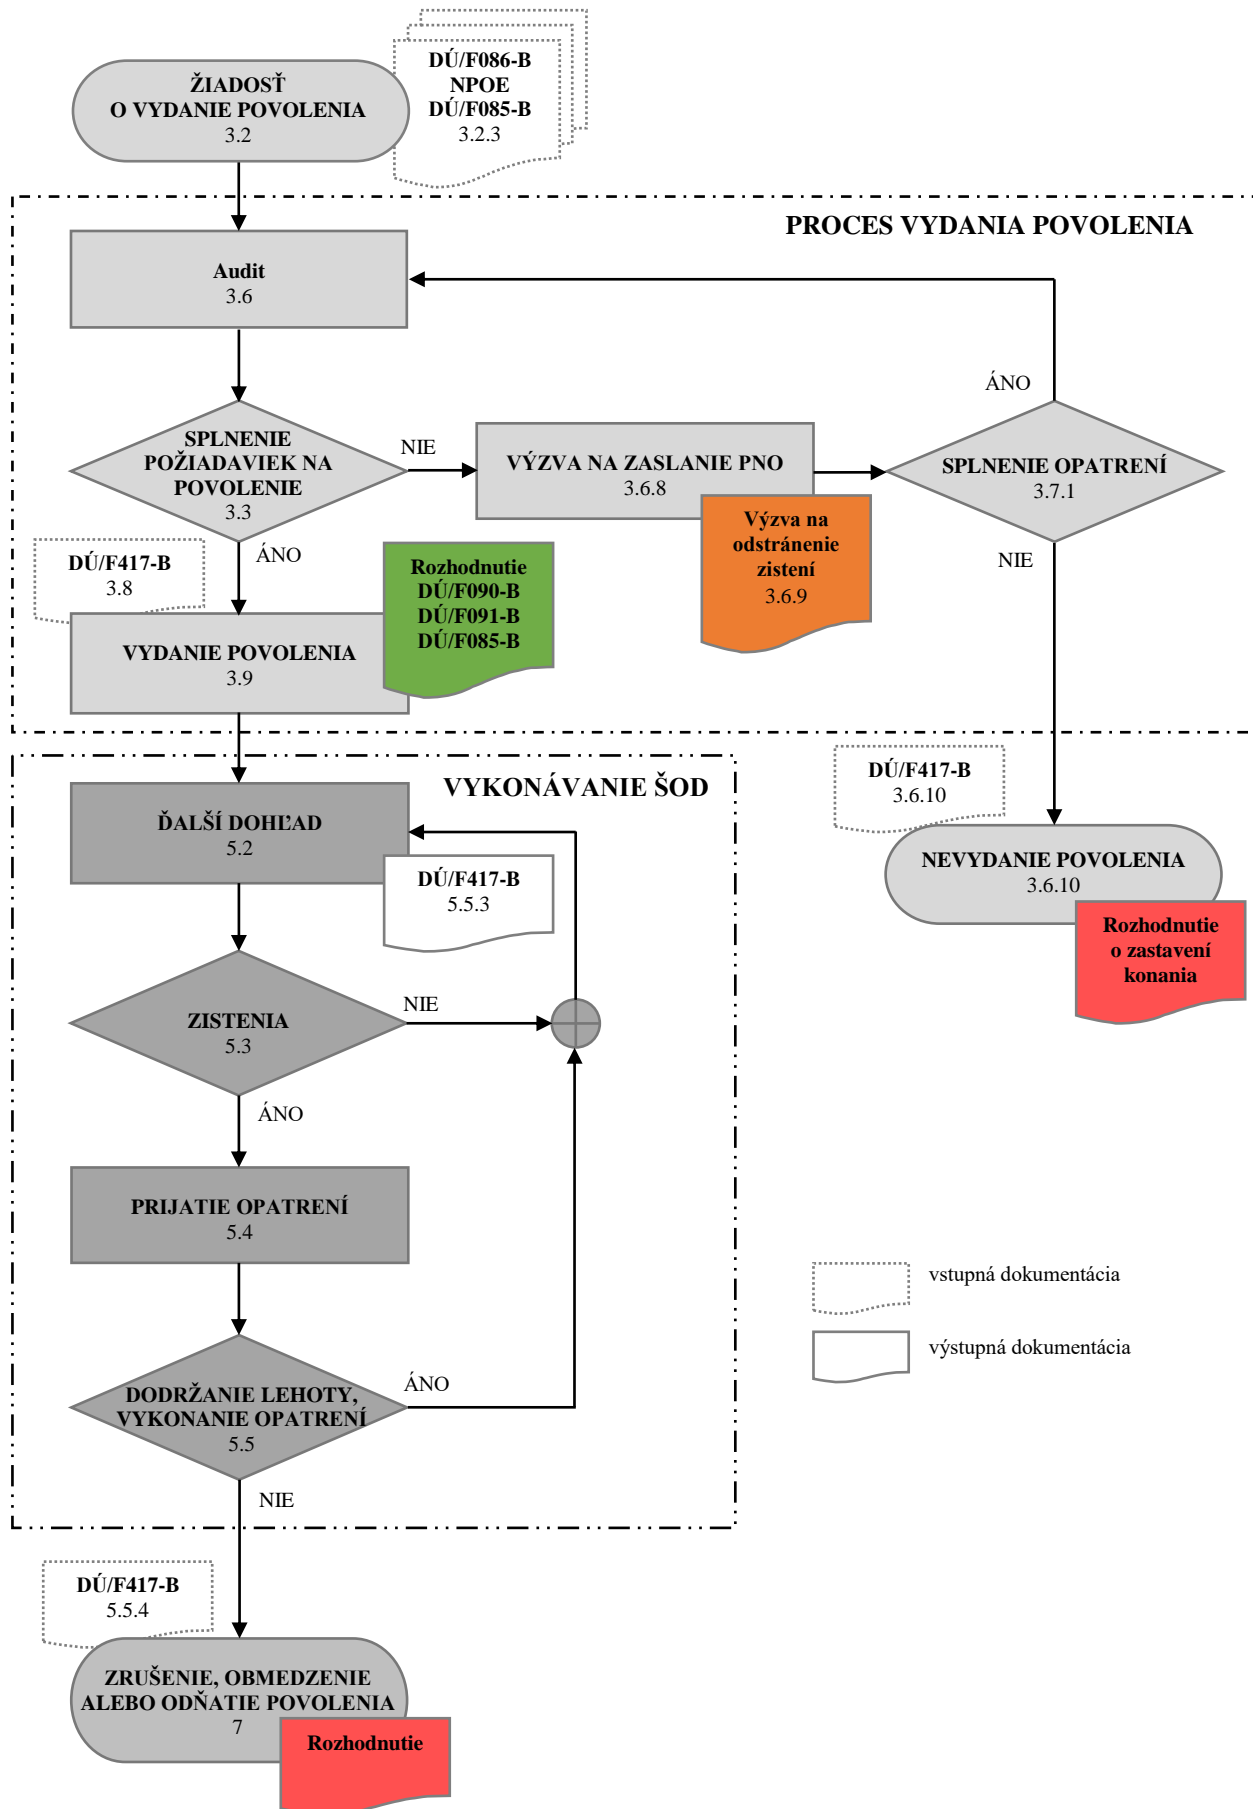 ŽIADOSŤ
O VYDANIE POVOLENIA
3.2
DÚ/F086-B
NPOE
DÚ/F085-B
3.2.3
PROCES VYDANIA POVOLENIA
Audit
3.6
ÁNO
SPLNENIE
POŽIADAVIEK NA
POVOLENIE
3.3
NIE
VÝZVA NA ZASLANIE PNO
3.6.8
SPLNENIE OPATRENÍ
3.7.1
Výzva na
odstránenie
zistení
3.6.9
NIE
ÁNO
DÚ/F417-B
3.8
Rozhodnutie
DÚ/F090-B
DÚ/F091-B
DÚ/F085-B
VYDANIE POVOLENIA
3.9
DÚ/F417-B
3.6.10
NEVYDANIE POVOLENIA
3.6.10
Rozhodnutie
o zastavení
konania
VYKONÁVANIE ŠOD
ĎALŠÍ DOHĽAD
5.2
DÚ/F417-B
5.5.3
ZISTENIA
5.3
NIE
ÁNO
PRIJATIE OPATRENÍ
5.4
vstupná dokumentácia
výstupná dokumentácia
DODRŽANIE LEHOTY,
VYKONANIE OPATRENÍ
5.5
ÁNO
NIE
DÚ/F417-B
5.5.4
ZRUŠENIE, OBMEDZENIE
ALEBO ODŇATIE POVOLENIA
7
Rozhodnutie